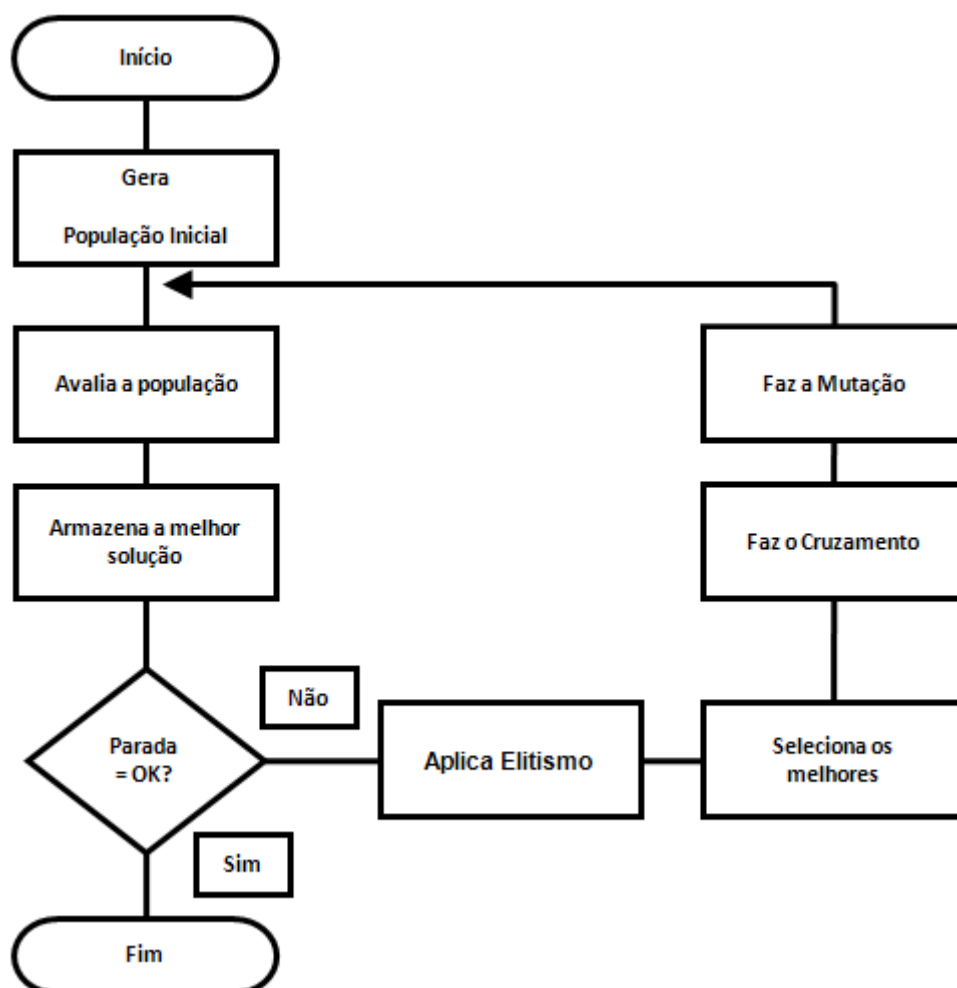 Início
Gera
População Inicial
Avalia a população
Faz a Mutação
Armazena a melhor
solução
Faz o Cruzamento
Não
Parada
= OK?
Aplica Elitismo
Seleciona os
melhores
Sim
Fim